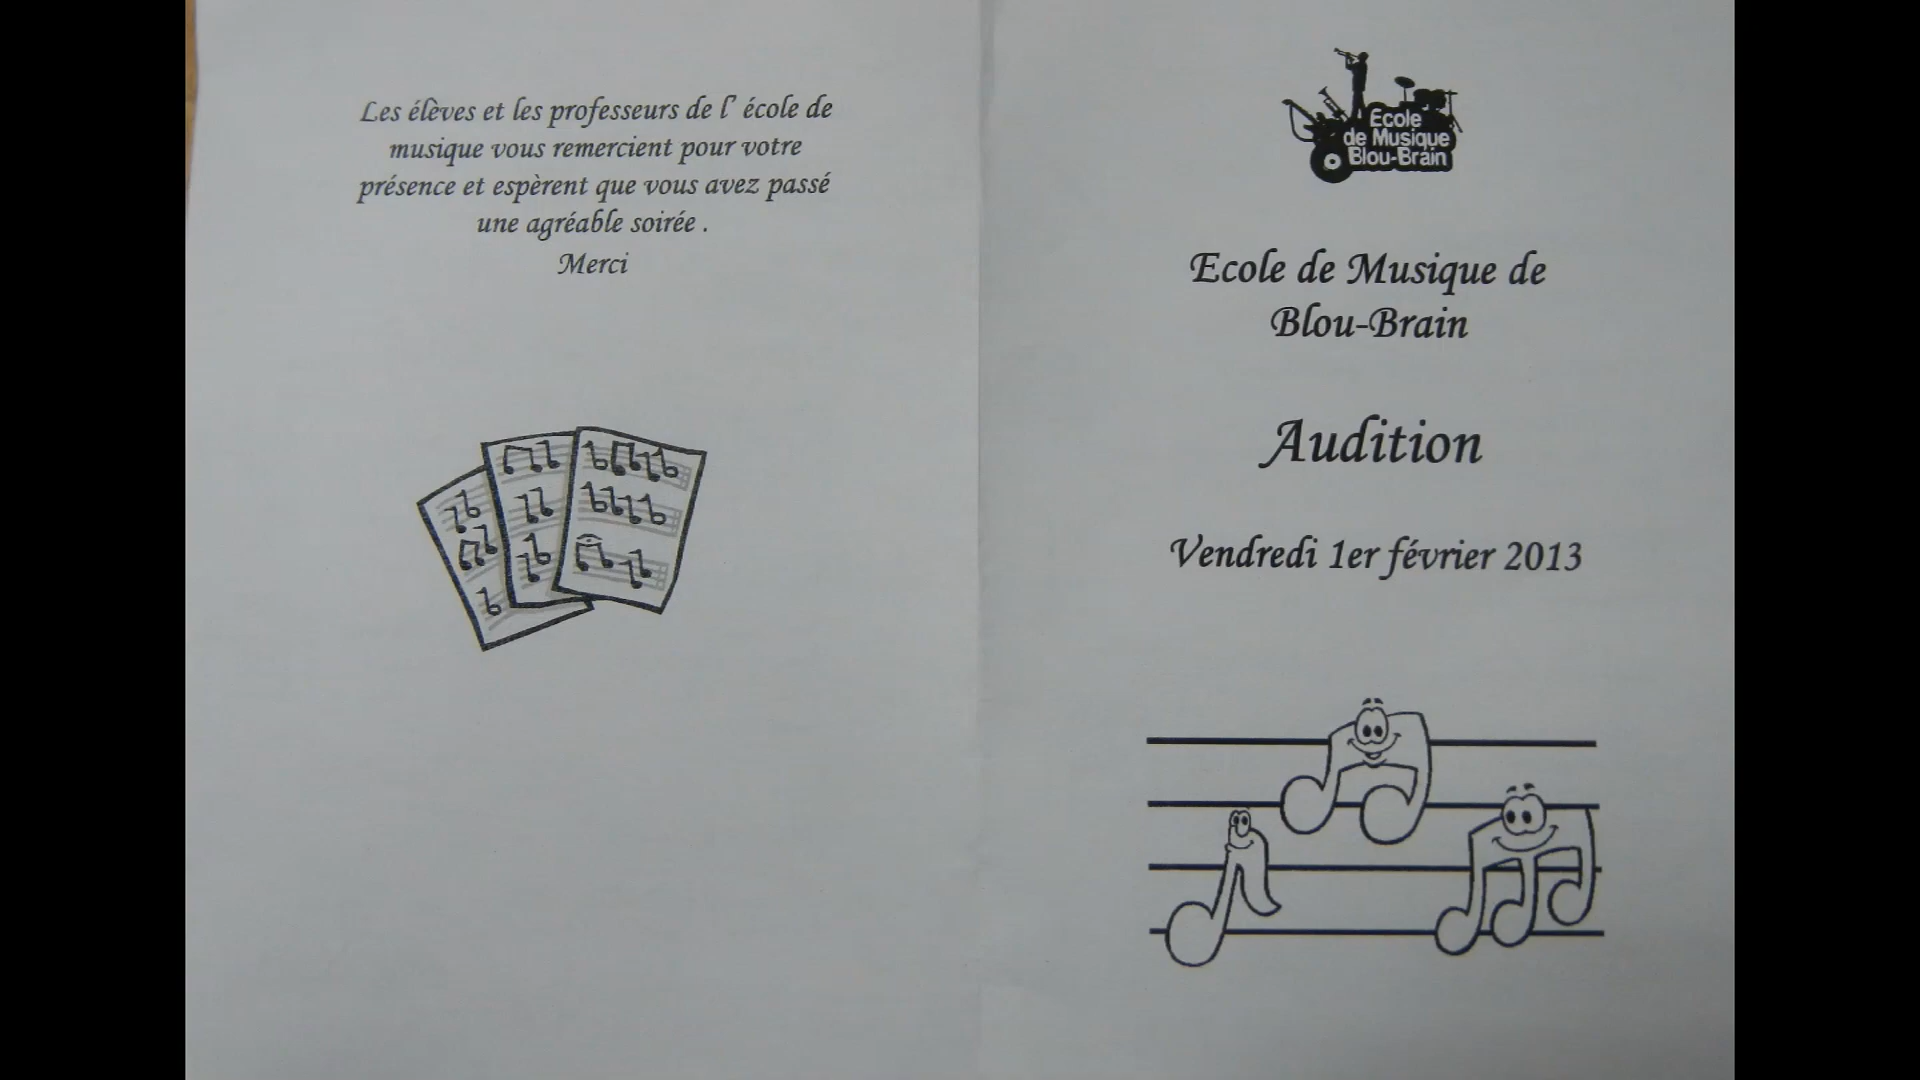 Les élèves et les professeurs de l' école de
musique vous remercient pour votre
présence et espèrent que vous avez passé
une agréable soirée .
Merci
Ecole
de Musique
Blou-Brain
Ecole de Musique de
Blou-Brain
Audition
Vendredi 1er février 2013